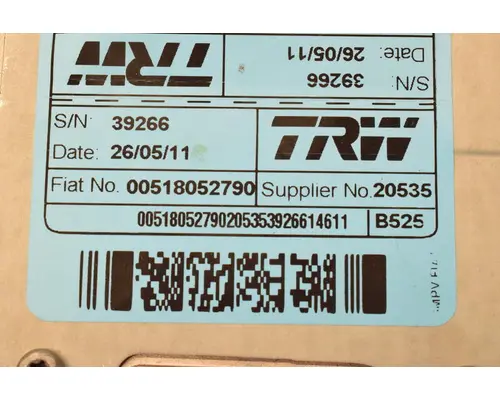 TRW
Date: 26/05/11
S/N: 39266
S/N: 39266
TRW
Date: 26/05/11
Fiat No. 00518052790 Supplier No. 20535
00518052790205353926614611 B525